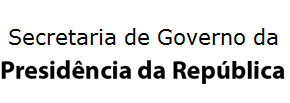 Secretaria de Governo da
Presidência da República